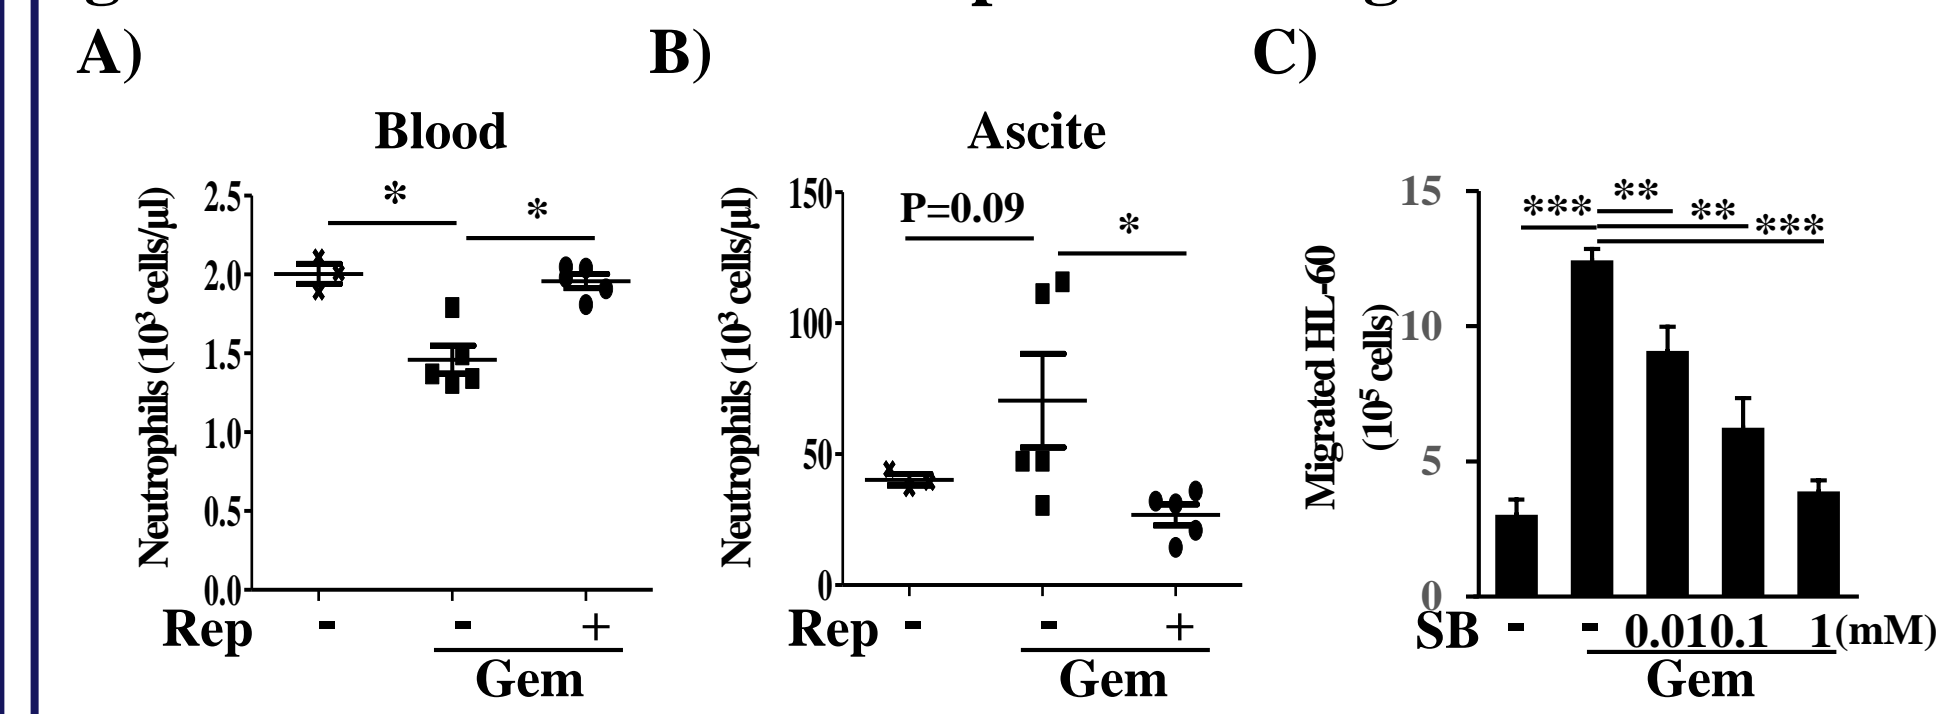 A)
B)
C)
Blood
Neutrophils (10³ cells/µl)
2.5
2.0
1.5
1.0
0.5
0.0
*
*
Rep - - +
Gem
Ascite
Neutrophils (10³ cells/µl)
150
100
50
0
P=0.09
*
Rep - - +
Gem
Migrated HL-60
(10⁵ cells)
15
10
5
0
***
**
**
***
SB - - 0.01 0.1 1 (mM)
Gem